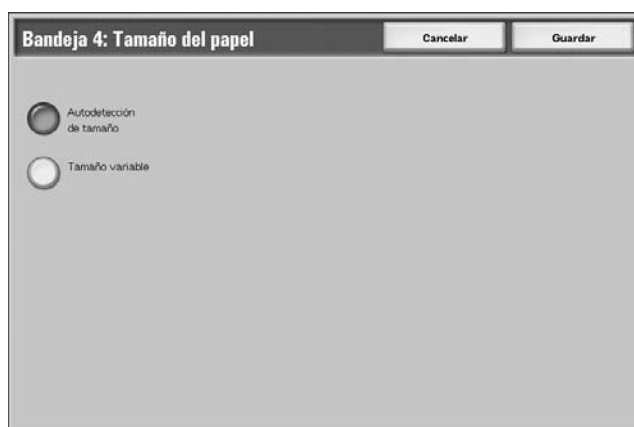 Bandeja 4: Tamaño del papel
Cancelar
Guardar
Autodetección
de tamaño
Tamaño variable